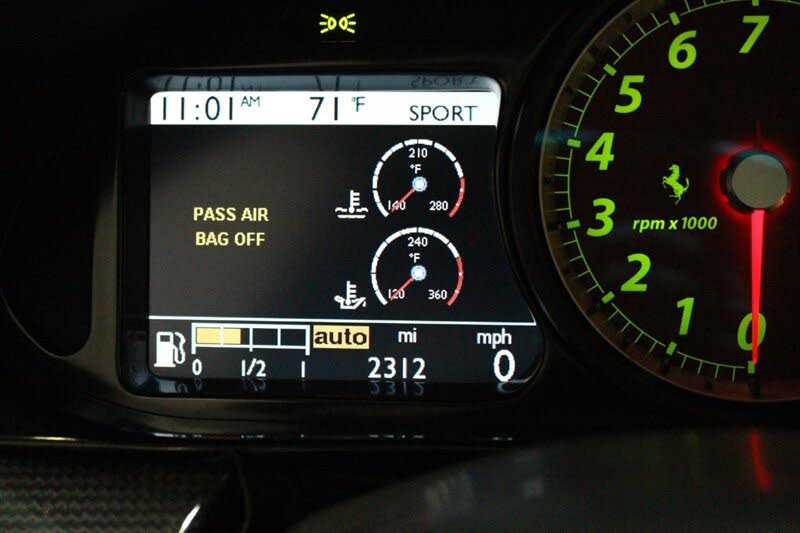 11:01 AM 71 °F SPORT
210
°F
140 280
PASS AIR
BAG OFF
240
°F
120 360
auto mi mph
0 1/2 1 2312 0
7
6
5
4
3
rpm x 1000
2
1
0